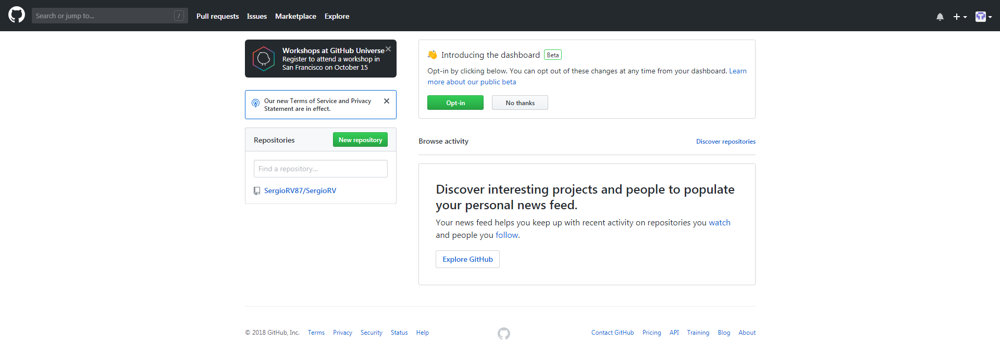 Search or jump to...
/
Pull requests
Issues
Marketplace
Explore
Workshops at GitHub Universe
Register to attend a workshop in
San Francisco on October 15
Our new Terms of Service and Privacy
Statement are in effect.
Repositories
New repository
Find a repository...
SergioRV87/SergioRV
Introducing the dashboard Beta
Opt-in by clicking below. You can opt out of these changes at any time from your dashboard. Learn
more about our public beta
Opt-in
No thanks
Browse activity
Discover repositories
Discover interesting projects and people to populate
your personal news feed.
Your news feed helps you keep up with recent activity on repositories you watch
and people you follow.
Explore GitHub
© 2018 GitHub, Inc. Terms Privacy Security Status Help
Contact GitHub Pricing API Training Blog About